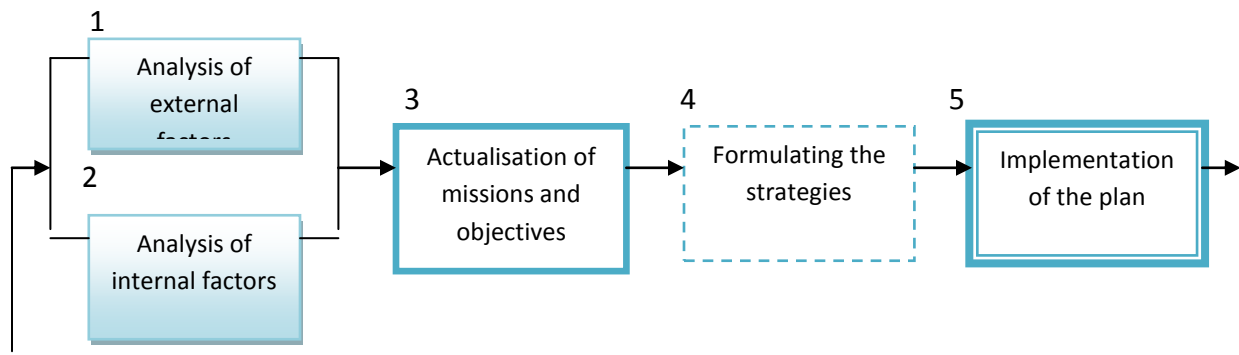 1
Analysis of
external
2
Analysis of
internal factors
3
Actualisation of
missions and
objectives
4
Formulating the
strategies
5
Implementation
of the plan